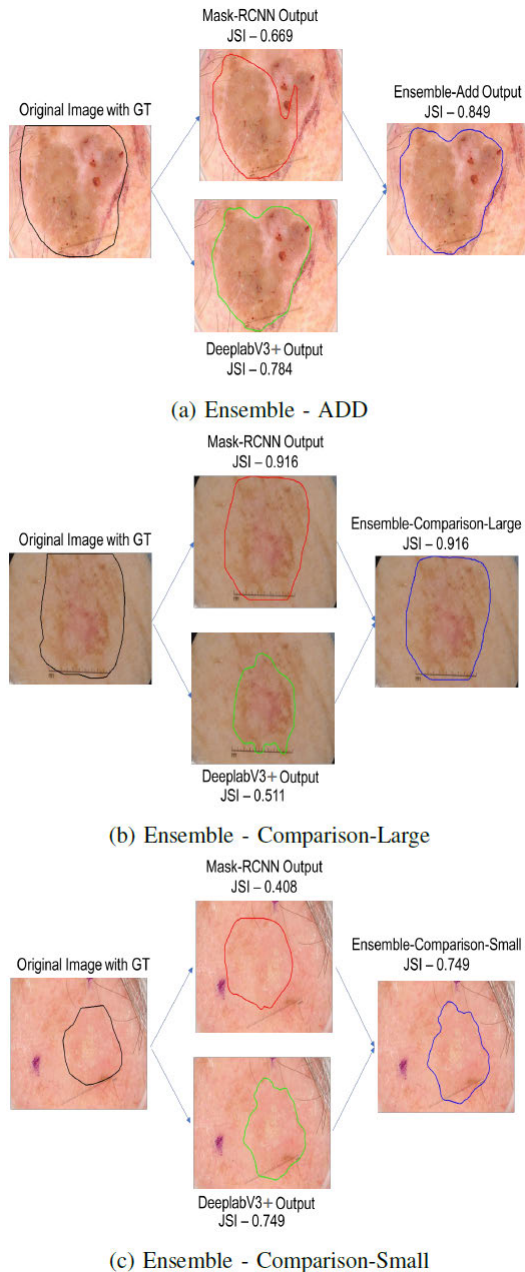 Mask-RCNN Output
JSI – 0.669
Original Image with GT
Ensemble-Add Output
JSI – 0.849
DeeplabV3+ Output
JSI – 0.784
(a) Ensemble - ADD
Mask-RCNN Output
JSI – 0.916
Original Image with GT
Ensemble-Comparison-Large
JSI – 0.916
DeeplabV3+ Output
JSI – 0.511
(b) Ensemble - Comparison-Large
Mask-RCNN Output
JSI – 0.408
Original Image with GT
Ensemble-Comparison-Small
JSI – 0.749
DeeplabV3+ Output
JSI – 0.749
(c) Ensemble - Comparison-Small